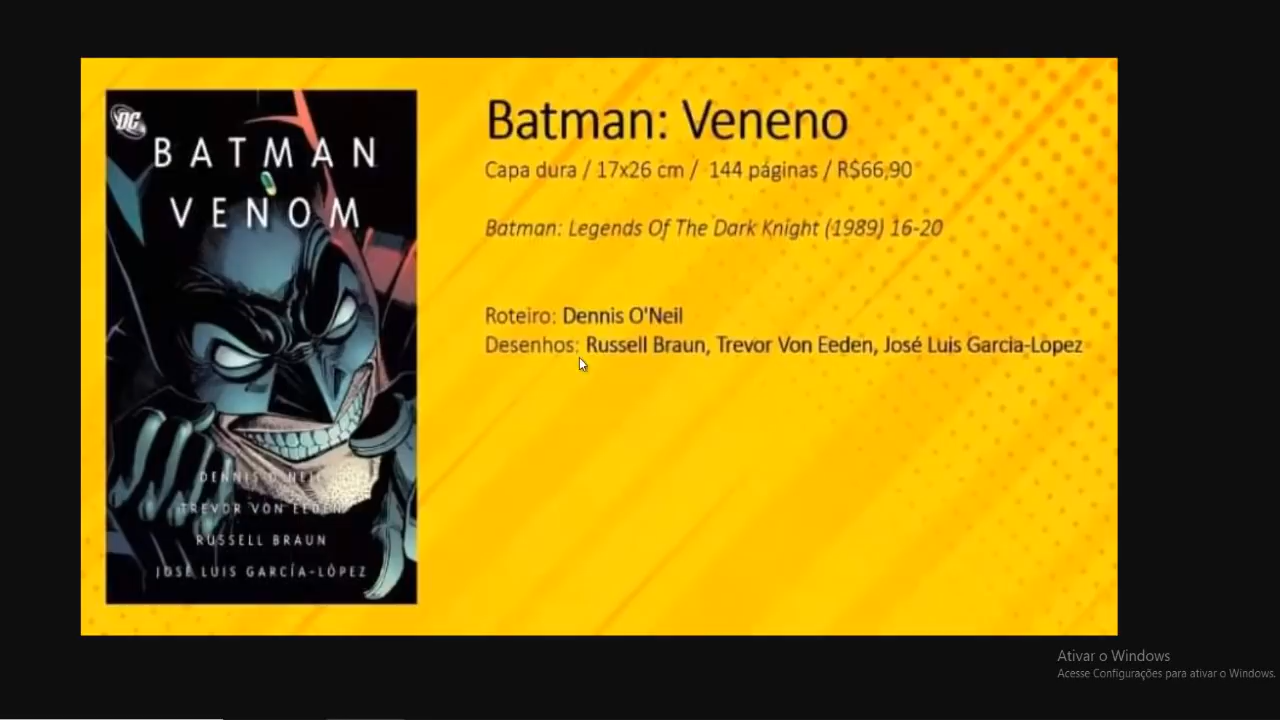 DC
BATMAN
VENOM
DENNIS O'NEIL
TREVOR VON EEDEN
RUSSELL BRAUN
JOSÉ LUIS GARCÍA-LÓPEZ
Batman: Veneno
Capa dura / 17x26 cm / 144 páginas / R$66,90
Batman: Legends Of The Dark Knight (1989) 16-20
Roteiro: Dennis O'Neil
Desenhos: Russell Braun, Trevor Von Eeden, José Luis Garcia-Lopez
Ativar o Windows
Acesse Configurações para ativar o Windows.